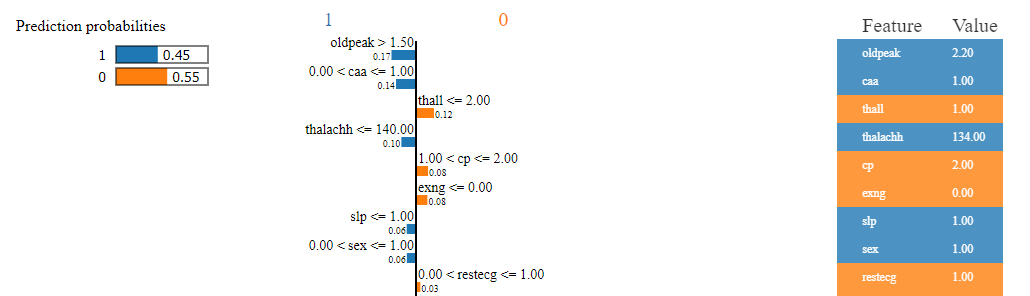 Prediction probabilities
1 0.45
0 0.55
1 0
oldpeak > 1.50
0.17
0.00 < caa <= 1.00
0.14
thall <= 2.00
0.12
thalachh <= 140.00
0.10
1.00 < cp <= 2.00
0.08
exng <= 0.00
0.08
slp <= 1.00
0.06
0.00 < sex <= 1.00
0.06
0.00 < restecg <= 1.00
0.03
Feature Value
oldpeak 2.20
caa 1.00
thall 1.00
thalachh 134.00
cp 2.00
exng 0.00
slp 1.00
sex 1.00
restecg 1.00